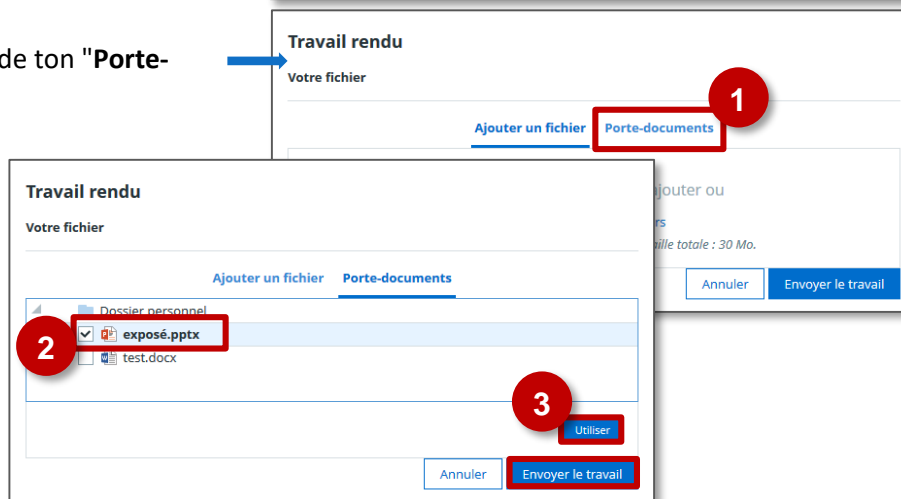 de ton "Porte-
Travail rendu
Votre fichier
1
Ajouter un fichier Porte-documents
ajouter ou
rs
taille totale : 30 Mo.
Annuler Envoyer le travail
Travail rendu
Votre fichier
Ajouter un fichier Porte-documents
Dossier personnel
2
exposé.pptx
test.docx
3
Utiliser
Annuler Envoyer le travail